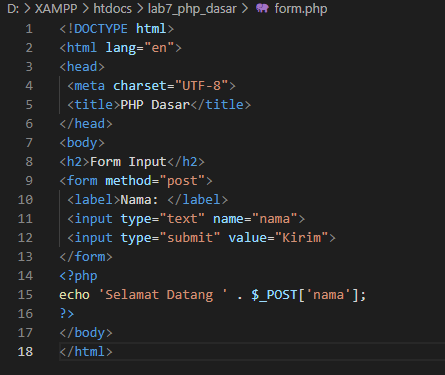 D: > XAMPP > htdocs > lab7_php_dasar > form.php
1 <!DOCTYPE html>
2 <html lang="en">
3 <head>
4  <meta charset="UTF-8">
5  <title>PHP Dasar</title>
6 </head>
7 <body>
8 <h2>Form Input</h2>
9 <form method="post">
10  <label>Nama: </label>
11  <input type="text" name="nama">
12  <input type="submit" value="Kirim">
13 </form>
14 <?php
15 echo 'Selamat Datang ' . $_POST['nama'];
16 ?>
17 </body>
18 </html>